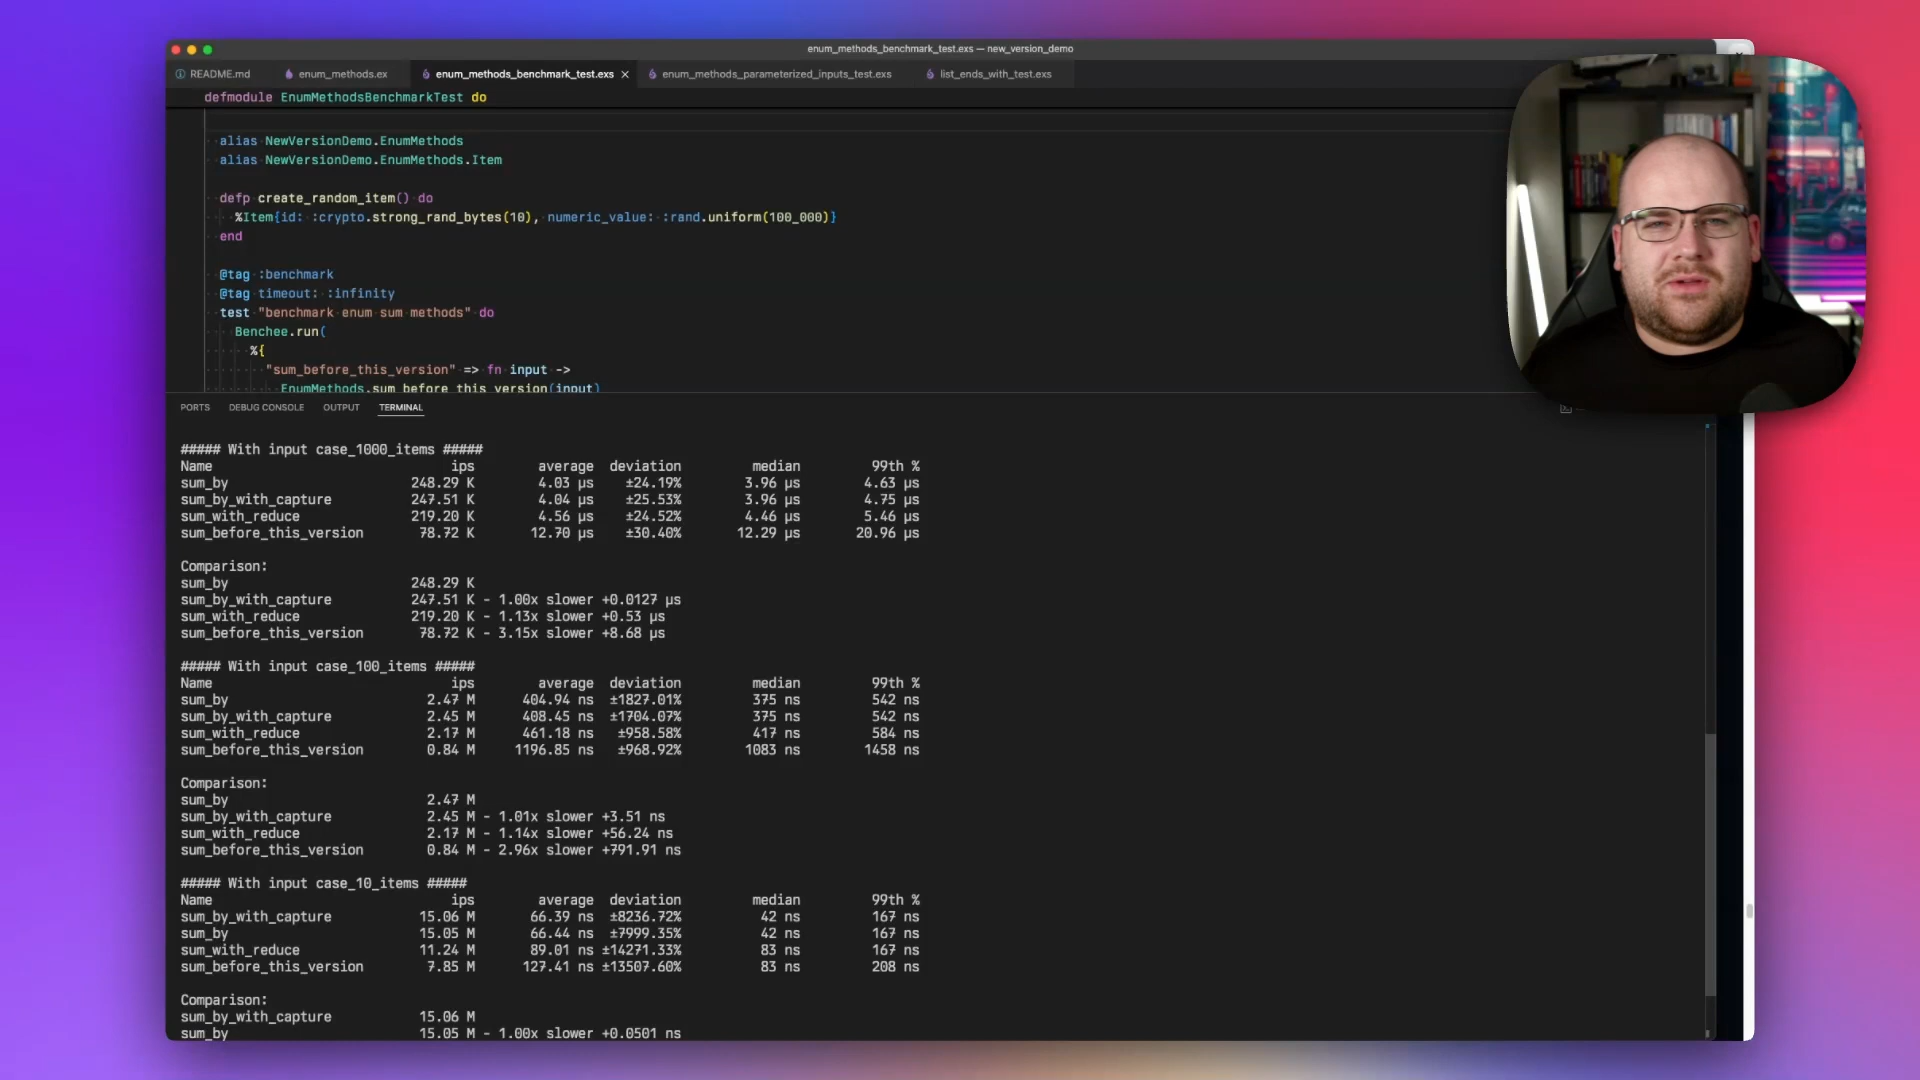 enum_methods_benchmark_test.exs — new_version_demo
README.md enum_methods.ex enum_methods_benchmark_test.exs enum_methods_parameterized_inputs_test.exs list_ends_with_test.exs
defmodule EnumMethodsBenchmarkTest do
alias NewVersionDemo.EnumMethods
alias NewVersionDemo.EnumMethods.Item
defp create_random_item() do
%Item{id: :crypto.strong_rand_bytes(10), numeric_value: :rand.uniform(100_000)}
end
@tag :benchmark
@tag timeout: :infinity
test "benchmark enum sum methods" do
Benchee.run(
%{
"sum_before_this_version" => fn input ->
EnumMethods.sum_before_this_version(input)
PORTS DEBUG CONSOLE OUTPUT TERMINAL
##### With input case_1000_items #####
Name ips average deviation median 99th %
sum_by 248.29 K 4.03 µs ±24.19% 3.96 µs 4.63 µs
sum_by_with_capture 247.51 K 4.04 µs ±25.53% 3.96 µs 4.75 µs
sum_with_reduce 219.20 K 4.56 µs ±24.52% 4.46 µs 5.46 µs
sum_before_this_version 78.72 K 12.70 µs ±30.40% 12.29 µs 20.96 µs
Comparison:
sum_by 248.29 K
sum_by_with_capture 247.51 K - 1.00x slower +0.0127 µs
sum_with_reduce 219.20 K - 1.13x slower +0.53 µs
sum_before_this_version 78.72 K - 3.15x slower +8.68 µs
##### With input case_100_items #####
Name ips average deviation median 99th %
sum_by 2.47 M 404.94 ns ±1827.01% 375 ns 542 ns
sum_by_with_capture 2.45 M 408.45 ns ±1704.07% 375 ns 542 ns
sum_with_reduce 2.17 M 461.18 ns ±958.58% 417 ns 584 ns
sum_before_this_version 0.84 M 1196.85 ns ±968.92% 1083 ns 1458 ns
Comparison:
sum_by 2.47 M
sum_by_with_capture 2.45 M - 1.01x slower +3.51 ns
sum_with_reduce 2.17 M - 1.14x slower +56.24 ns
sum_before_this_version 0.84 M - 2.96x slower +791.91 ns
##### With input case_10_items #####
Name ips average deviation median 99th %
sum_by_with_capture 15.06 M 66.39 ns ±8236.72% 42 ns 167 ns
sum_by 15.05 M 66.44 ns ±7999.35% 42 ns 167 ns
sum_with_reduce 11.24 M 89.01 ns ±14271.33% 83 ns 167 ns
sum_before_this_version 7.85 M 127.41 ns ±13507.60% 83 ns 208 ns
Comparison:
sum_by_with_capture 15.06 M
sum_by 15.05 M - 1.00x slower +0.0501 ns